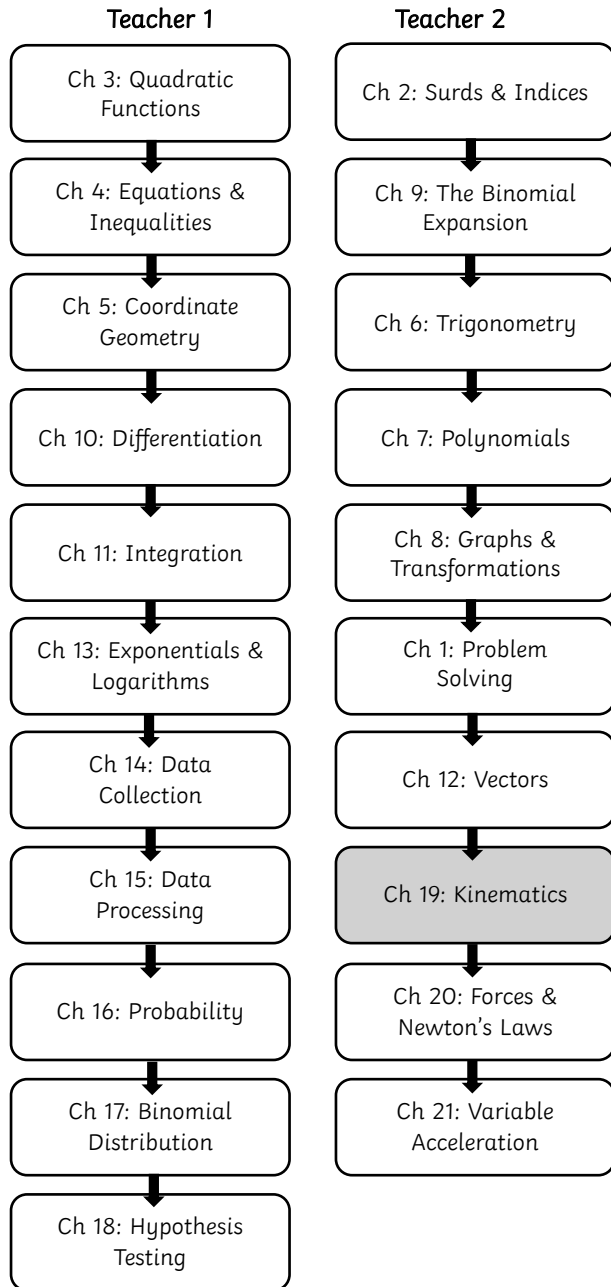 Teacher 1
Ch 3: Quadratic
Functions
Ch 4: Equations &
Inequalities
Ch 5: Coordinate
Geometry
Ch 10: Differentiation
Ch 11: Integration
Ch 13: Exponentials &
Logarithms
Ch 14: Data
Collection
Ch 15: Data
Processing
Ch 16: Probability
Ch 17: Binomial
Distribution
Ch 18: Hypothesis
Testing
Teacher 2
Ch 2: Surds & Indices
Ch 9: The Binomial
Expansion
Ch 6: Trigonometry
Ch 7: Polynomials
Ch 8: Graphs &
Transformations
Ch 1: Problem
Solving
Ch 12: Vectors
Ch 19: Kinematics
Ch 20: Forces &
Newton's Laws
Ch 21: Variable
Acceleration